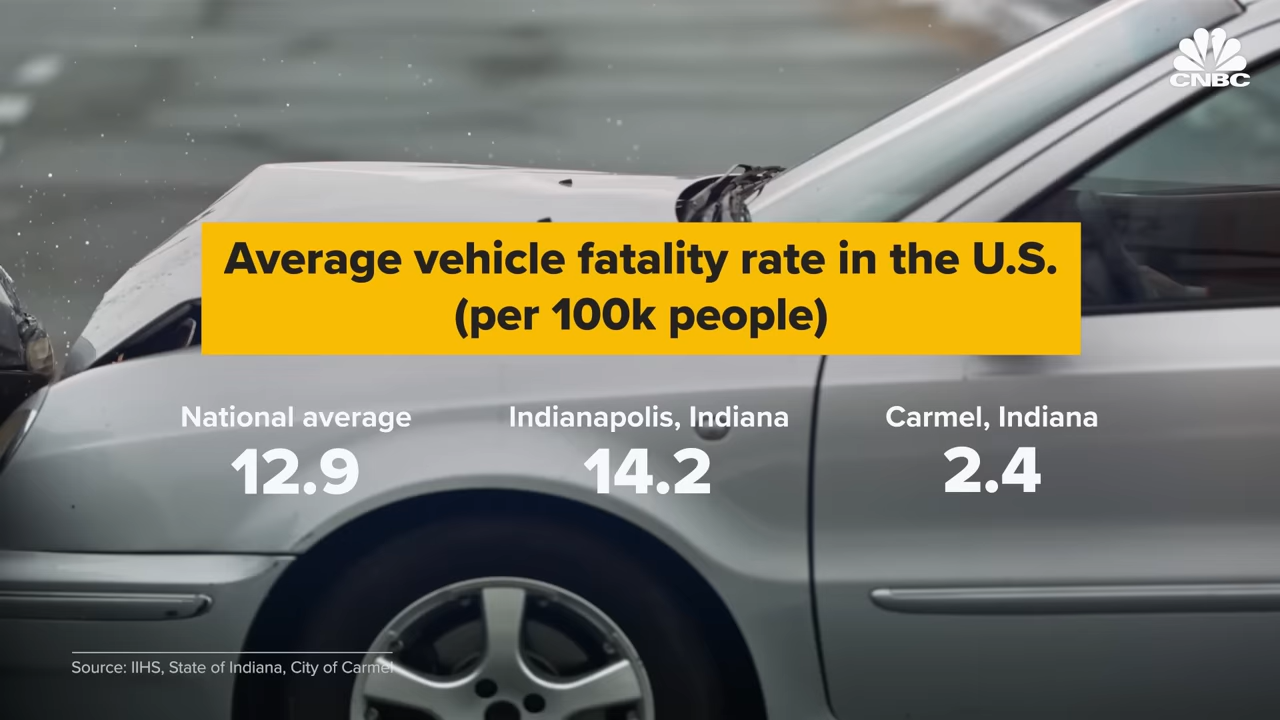 CNBC
Average vehicle fatality rate in the U.S.
(per 100k people)
National average
12.9
Indianapolis, Indiana
14.2
Carmel, Indiana
2.4
Source: IIHS, State of Indiana, City of Carmel